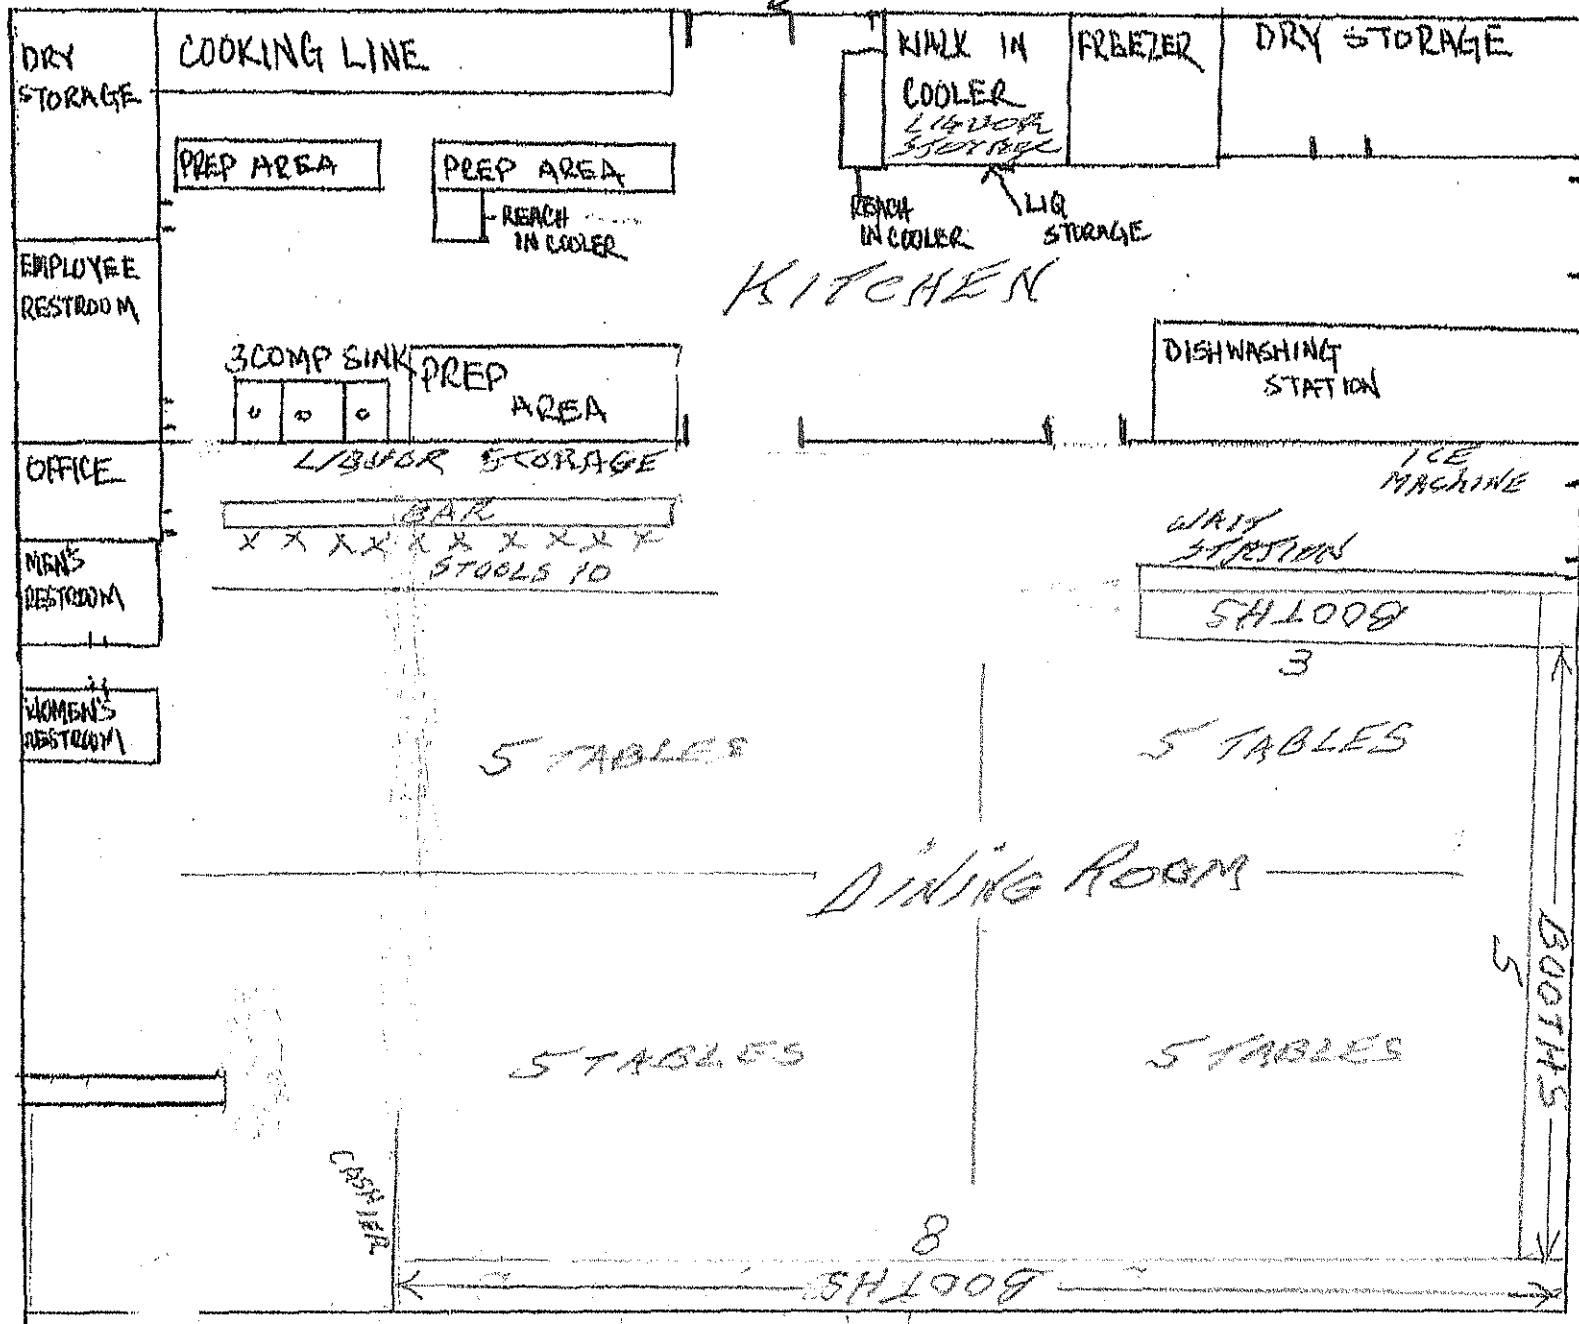 DRY
STORAGE
COOKING LINE
WALK IN
COOLER
LIQUOR
STORAGE
FREEZER
DRY STORAGE
PREP AREA
PREP AREA
REACH
IN COOLER
REACH
IN COOLER
LIQ
STORAGE
EMPLOYEE
RESTROOM
KITCHEN
3 COMP SINK
PREP
AREA
DISHWASHING
STATION
OFFICE
LIQUOR STORAGE
ICE
MACHINE
BAR
X X X X X X X X X X
STOOLS 10
WAIT
STATION
MEN'S
RESTROOM
BOOTHS
3
WOMEN'S
RESTROOM
5 TABLES
5 TABLES
DINING ROOM
BOOTHS
5
5 TABLES
5 TABLES
CASHIER
8
BOOTHS